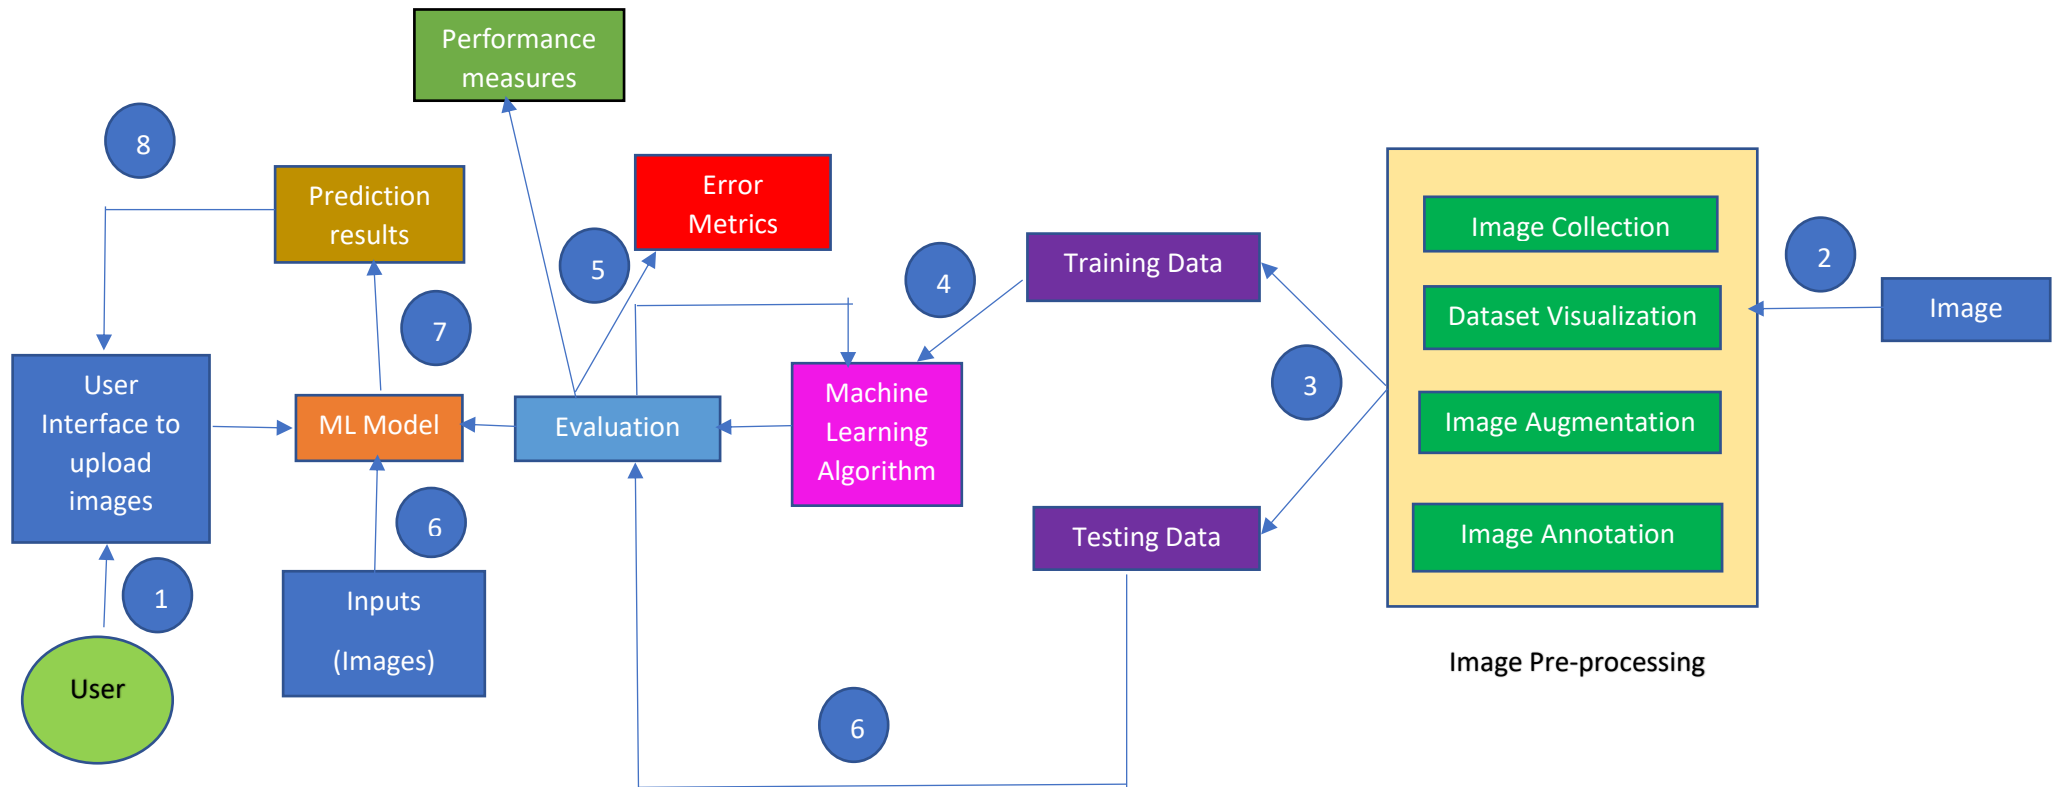 Performance
measures
8
Prediction
results
Error
Metrics
5
7
4
Training Data
Image Collection
2
Image
Dataset Visualization
3
Image Augmentation
Image Annotation
Image Pre-processing
User
Interface to
upload
images
ML Model
Evaluation
Machine
Learning
Algorithm
Testing Data
6
1
Inputs
(Images)
User
6